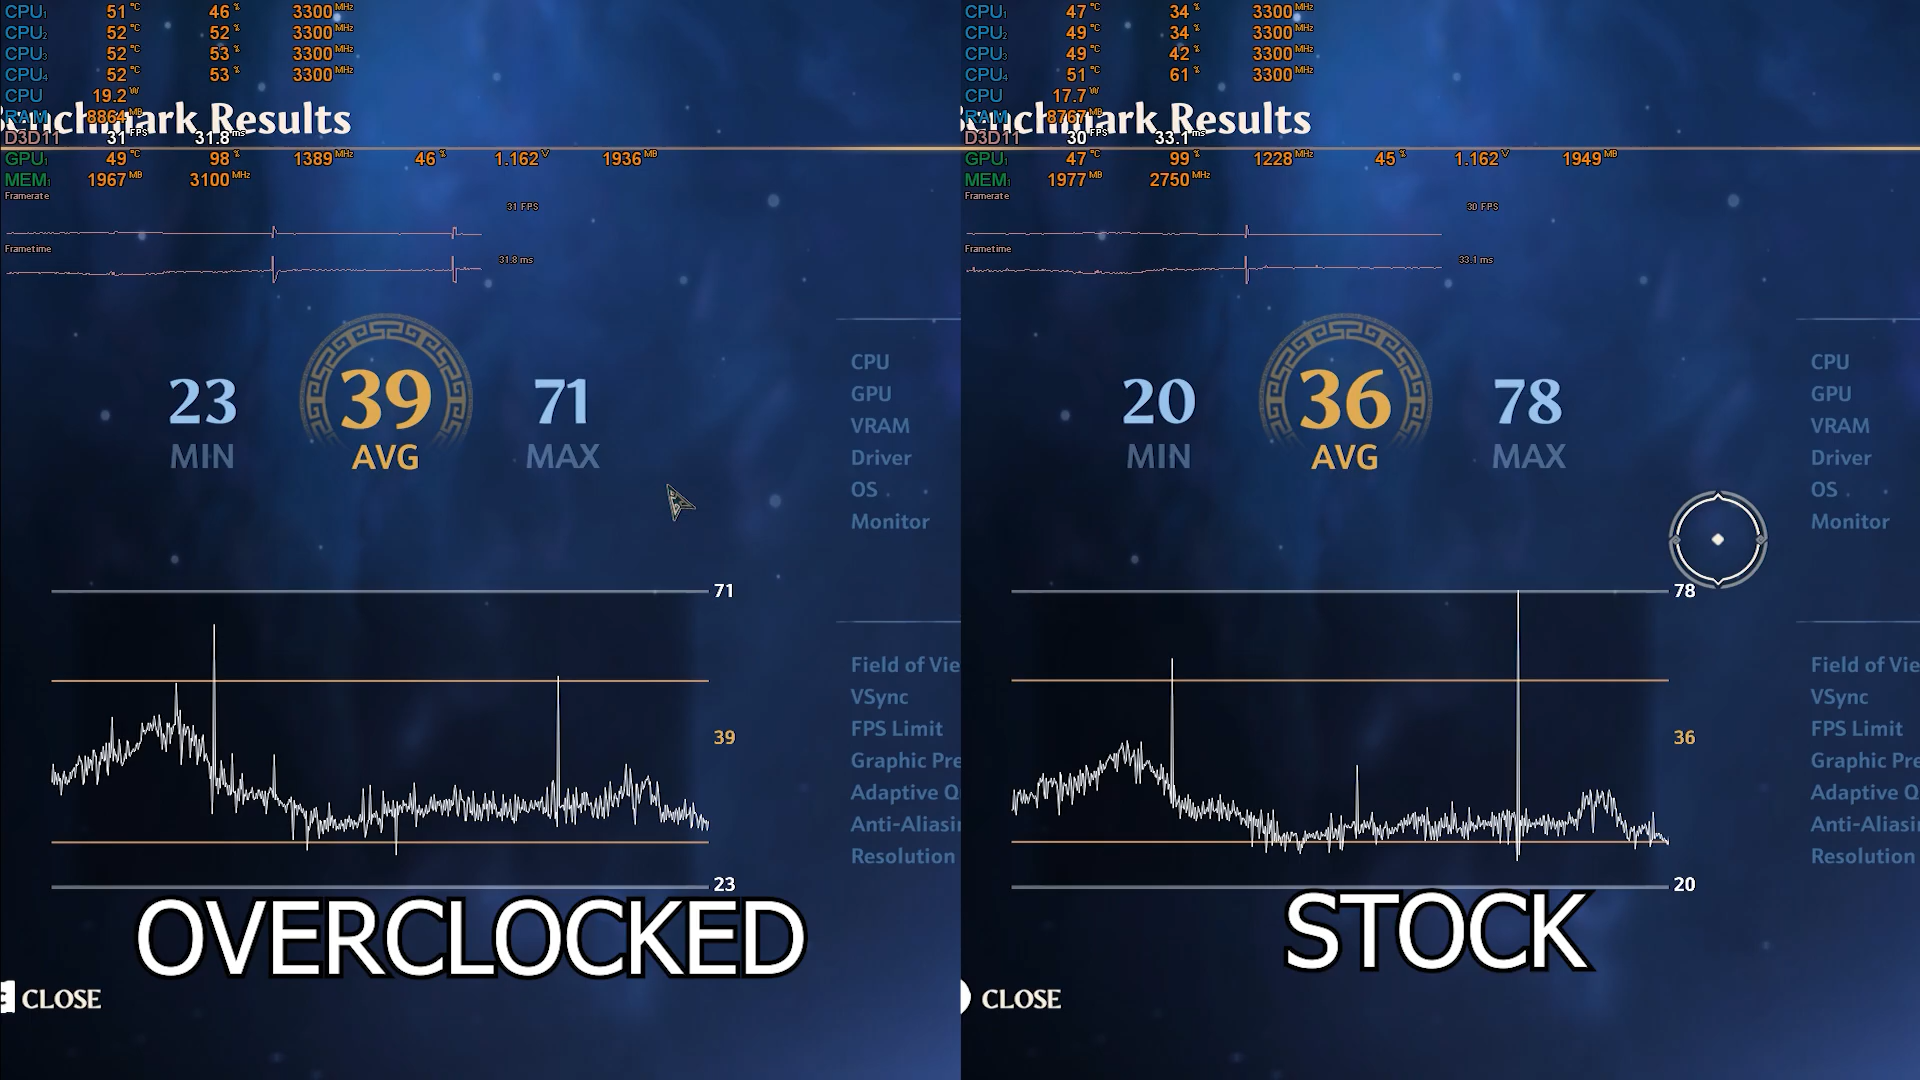 CPU1 51 °C 46 % 3300 MHz
CPU2 52 °C 52 % 3300 MHz
CPU3 52 °C 53 % 3300 MHz
CPU4 52 °C 53 % 3300 MHz
CPU 19.2 W
RAM 8864 MB
enchmark Results
D3D11 31 FPS 31.8 ms
GPU1 49 °C 98 % 1389 MHz 46 % 1.162 V 1936 MB
MEM1 1967 MB 3100 MHz
Framerate
31 FPS
Frametime
31.8 ms
23 39 71
MIN AVG MAX
CPU
GPU
VRAM
Driver
OS
Monitor
71
39
23
Field of Vie
VSync
FPS Limit
Graphic Pre
Adaptive Q
Anti-Aliasi
Resolution
OVERCLOCKED
CLOSE
CPU1 47 °C 34 % 3300 MHz
CPU2 49 °C 34 % 3300 MHz
CPU3 49 °C 42 % 3300 MHz
CPU4 51 °C 61 % 3300 MHz
CPU 17.7 W
RAM 8767 MB
enchmark Results
D3D11 30 FPS 33.1 ms
GPU1 47 °C 99 % 1228 MHz 45 % 1.162 V 1949 MB
MEM1 1977 MB 2750 MHz
Framerate
30 FPS
Frametime
33.1 ms
20 36 78
MIN AVG MAX
CPU
GPU
VRAM
Driver
OS
Monitor
78
36
20
Field of Vie
VSync
FPS Limit
Graphic Pre
Adaptive Q
Anti-Aliasi
Resolution
STOCK
CLOSE